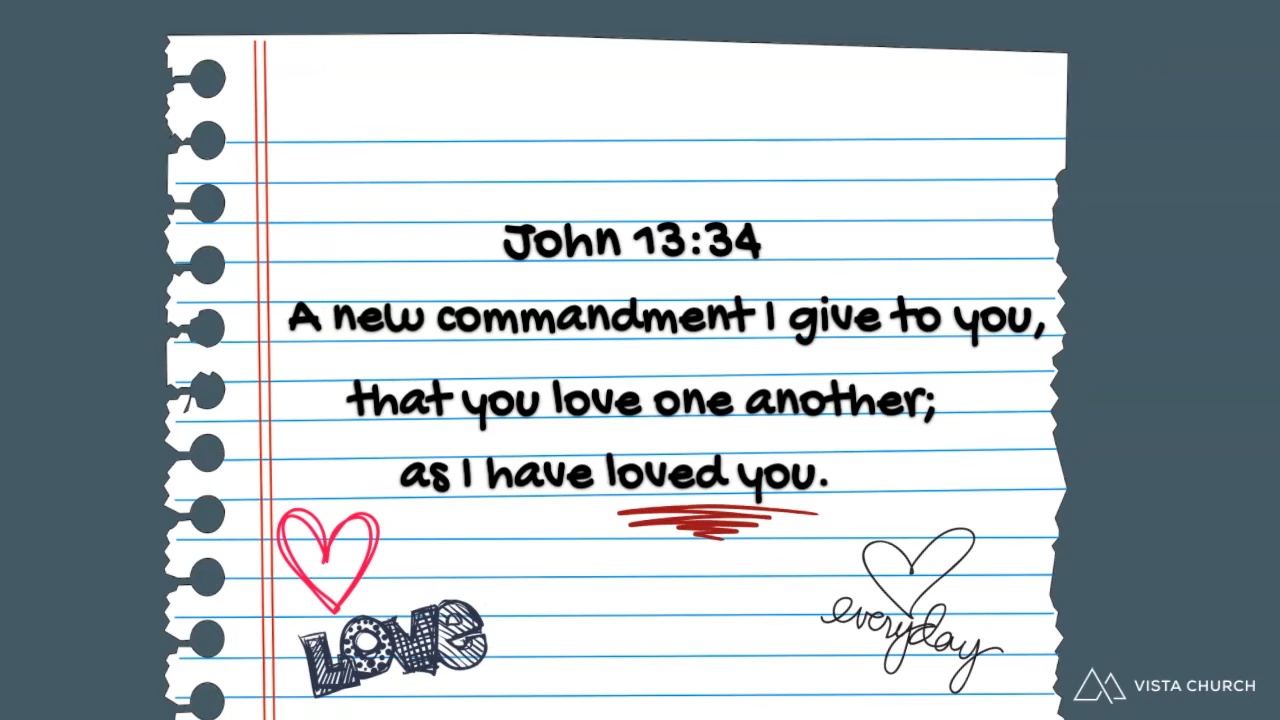 John 13:34
A new commandment I give to you,
that you love one another;
as I have loved you.
LOVE
everyday
VISTA CHURCH